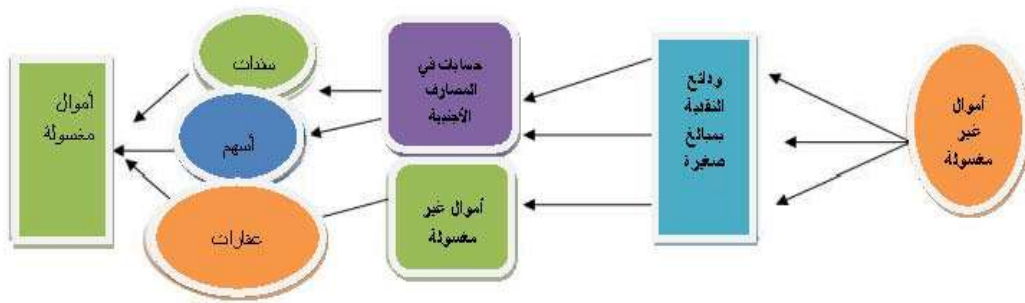 أموال
غير
مغسولة
ودائع
النقدية
بمبالغ
صغيرة
حسابات في
المصارف
الأجنبية
أموال غير
مغسولة
سندات
أسهم
عقارات
أموال
مغسولة